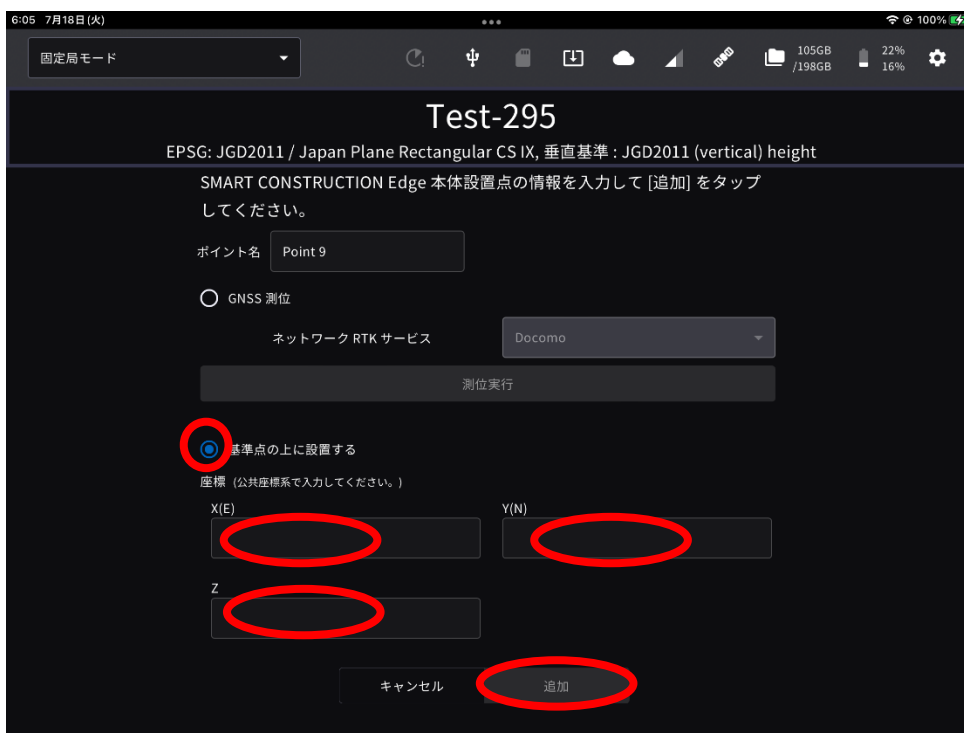 6:05 7月18日(火)
100%
固定局モード
105GB
/198GB
22%
16%
Test-295
EPSG: JGD2011 / Japan Plane Rectangular CS IX, 垂直基準 : JGD2011 (vertical) height
SMART CONSTRUCTION Edge 本体設置点の情報を入力して [追加] をタップ
してください。
ポイント名 Point 9
GNSS 測位
ネットワーク RTK サービス Docomo
測位実行
基準点の上に設置する
座標 (公共座標系で入力してください。)
X(E) Y(N)
Z
キャンセル 追加